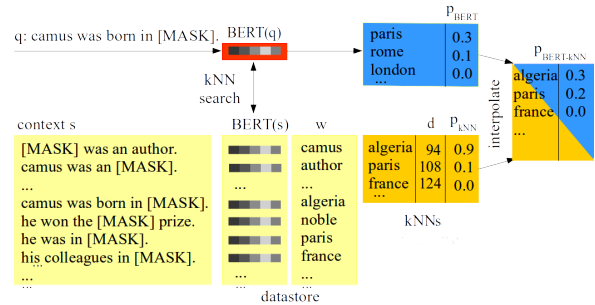 q: camus was born in [MASK].
BERT(q)
kNN
search
p_BERT
paris 0.3
rome 0.1
london 0.0
...
interpolate
p_BERT-kNN
algeria 0.3
paris 0.2
france 0.0
...
context s
[MASK] was an author.
camus was an [MASK].
...
camus was born in [MASK].
he won the [MASK] prize.
he was in [MASK].
his colleagues in [MASK].
...
...
BERT(s)
...
...
...
w
camus
author
...
algeria
noble
paris
france
...
...
datastore
d p_kNN
algeria 94 0.9
paris 108 0.1
france 124 0.0
...
kNNs